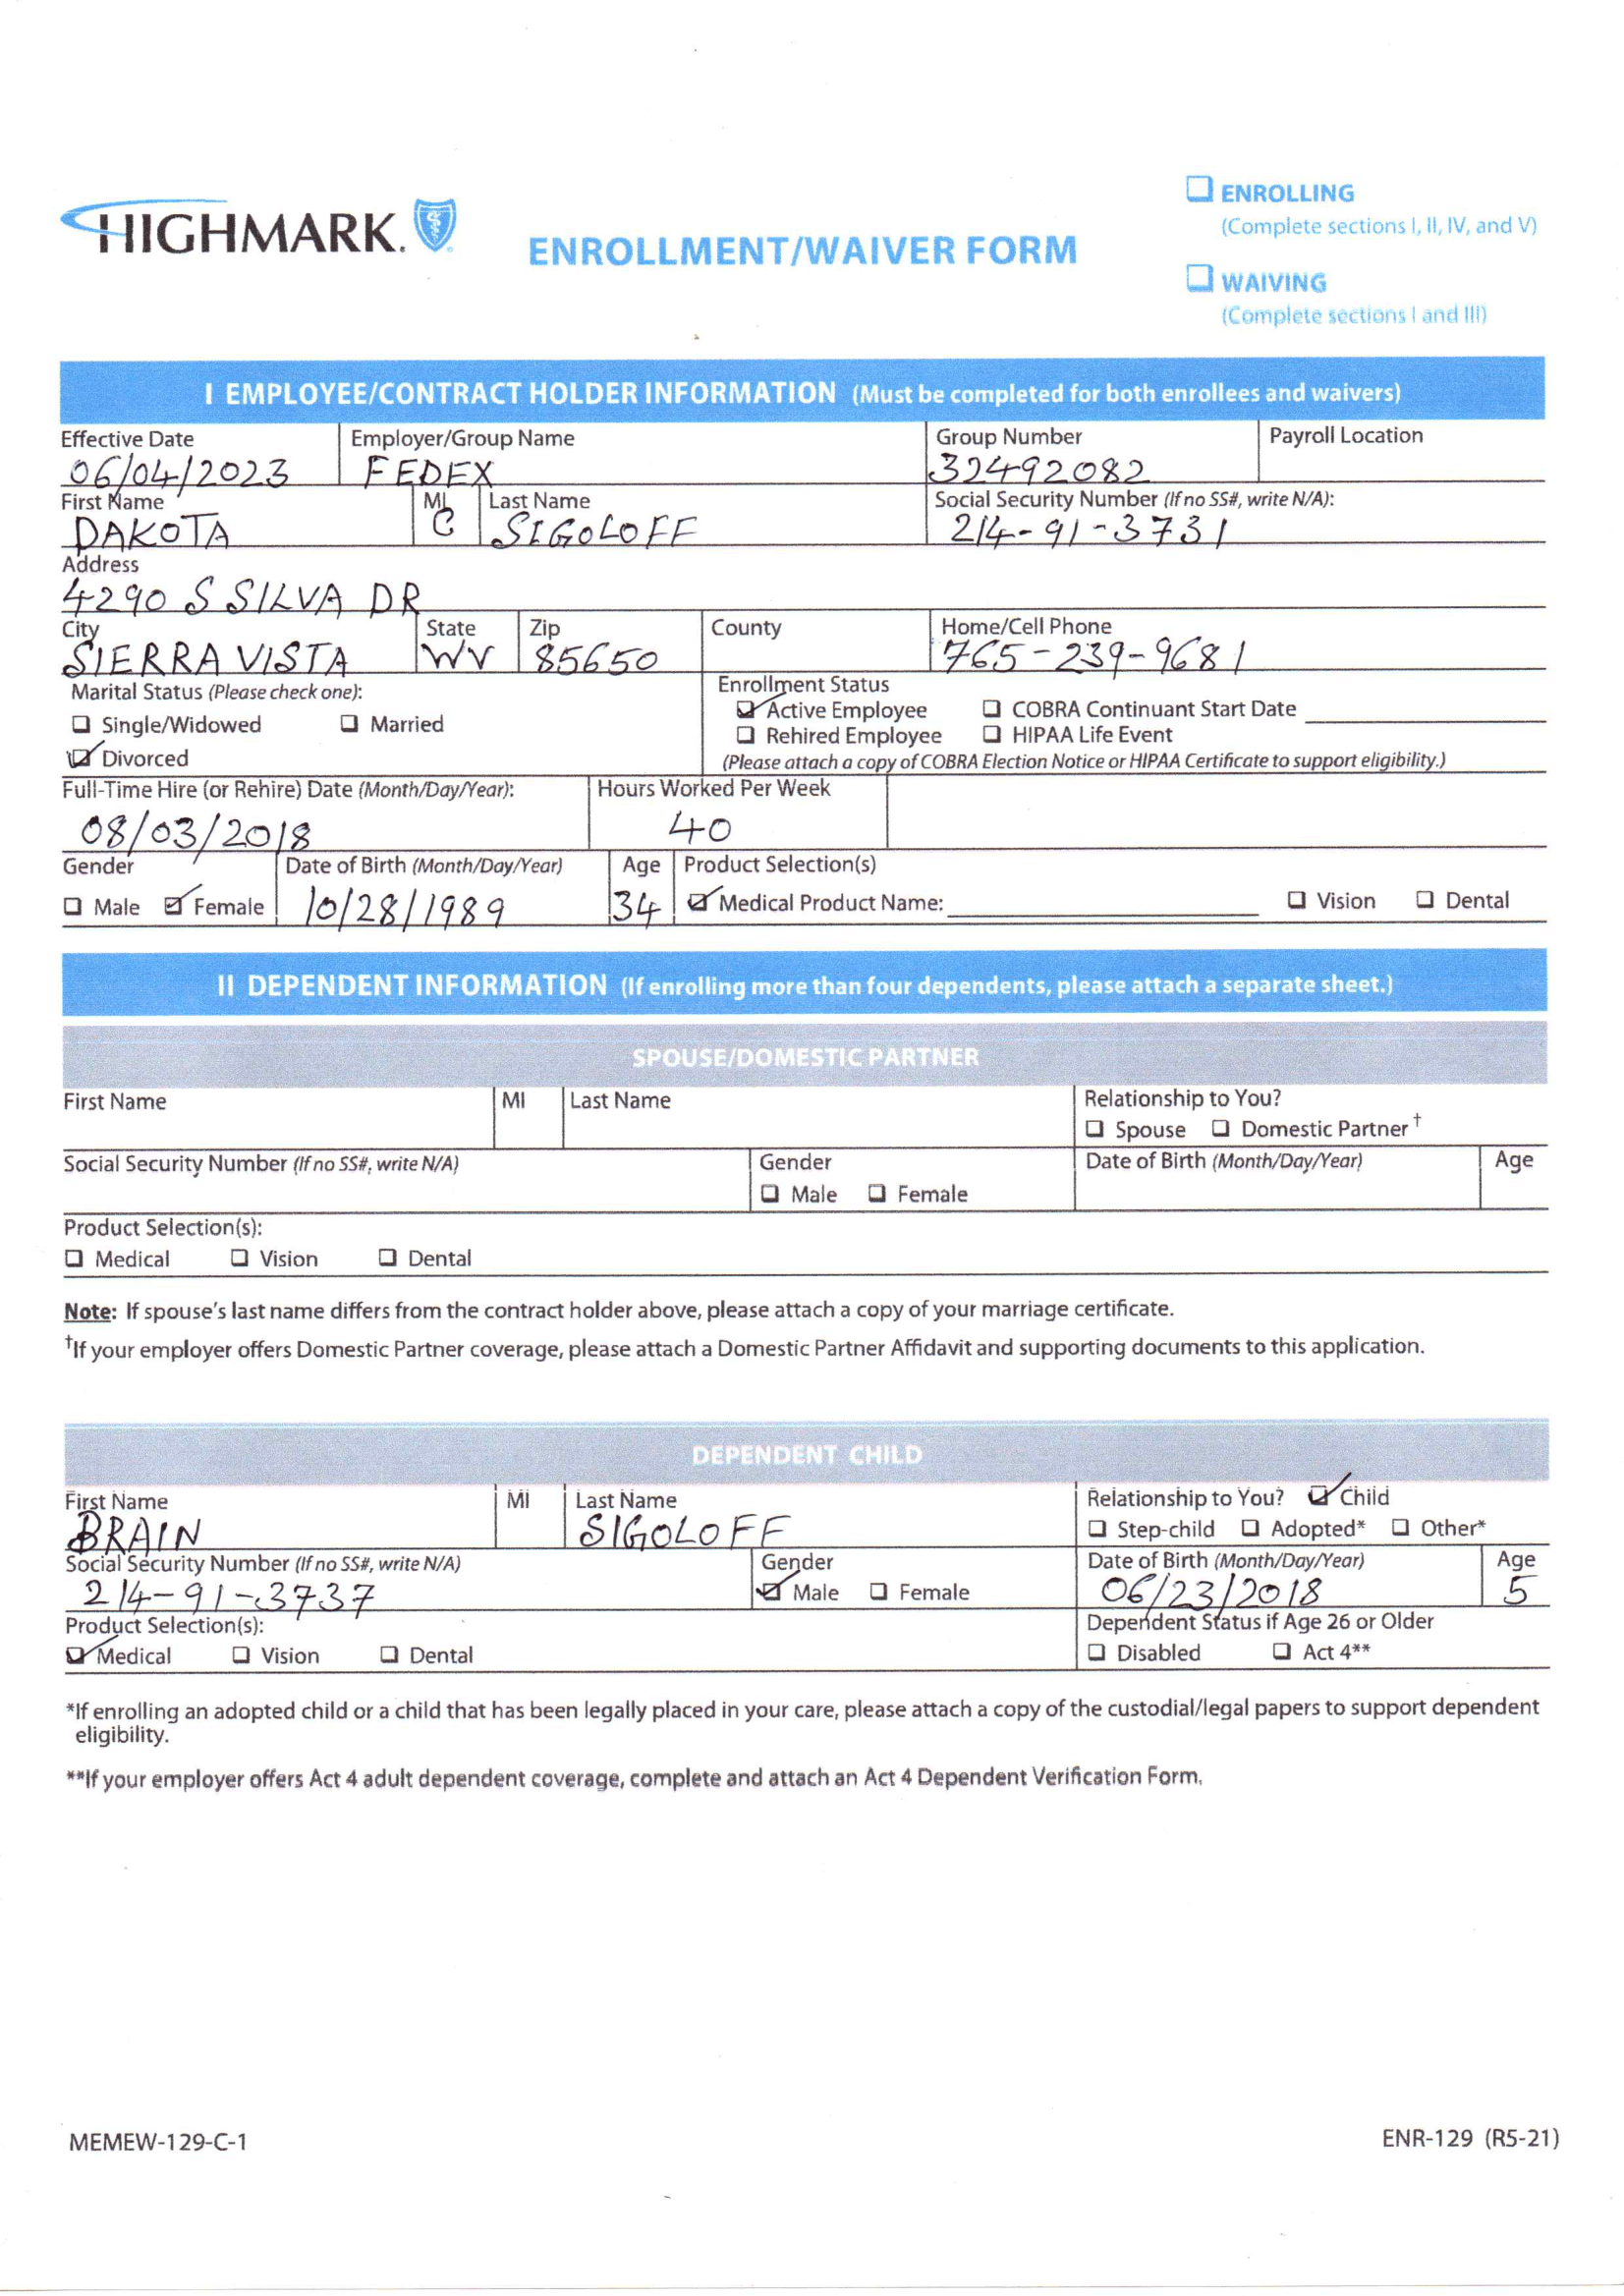 HIGHMARK.
ENROLLMENT/WAIVER FORM
❑ ENROLLING
(Complete sections I, II, IV, and V)
❑ WAIVING
(Complete sections I and III)
I EMPLOYEE/CONTRACT HOLDER INFORMATION (Must be completed for both enrollees and waivers)
Effective Date Employer/Group Name Group Number Payroll Location
06/04/2023 FEDEX 32492082
First Name MI Last Name Social Security Number (If no SS#, write N/A):
DAKOTA C SIGOLOFF 214-91-3731
Address
4290 S SILVA DR
City State Zip County Home/Cell Phone
SIERRA VISTA WV 85650 765-239-9681
Marital Status (Please check one): Enrollment Status
❑ Single/Widowed ❑ Married ☑ Active Employee ❑ COBRA Continuant Start Date
☑ Divorced ❑ Rehired Employee ❑ HIPAA Life Event
(Please attach a copy of COBRA Election Notice or HIPAA Certificate to support eligibility.)
Full-Time Hire (or Rehire) Date (Month/Day/Year): Hours Worked Per Week
08/03/2018 40
Gender Date of Birth (Month/Day/Year) Age Product Selection(s)
❑ Male ☑ Female 10/28/1989 34 ☑ Medical Product Name: ❑ Vision ❑ Dental
II DEPENDENT INFORMATION (If enrolling more than four dependents, please attach a separate sheet.)
SPOUSE/DOMESTIC PARTNER
First Name MI Last Name Relationship to You?
❑ Spouse ❑ Domestic Partner†
Social Security Number (If no SS#, write N/A) Gender Date of Birth (Month/Day/Year) Age
❑ Male ❑ Female
Product Selection(s):
❑ Medical ❑ Vision ❑ Dental
Note: If spouse's last name differs from the contract holder above, please attach a copy of your marriage certificate.
†If your employer offers Domestic Partner coverage, please attach a Domestic Partner Affidavit and supporting documents to this application.
DEPENDENT CHILD
First Name MI Last Name Relationship to You? ☑ Child
BRAIN SIGOLOFF ❑ Step-child ❑ Adopted* ❑ Other*
Social Security Number (If no SS#, write N/A) Gender Date of Birth (Month/Day/Year) Age
214-91-3737 ☑ Male ❑ Female 06/23/2018 5
Product Selection(s): Dependent Status if Age 26 or Older
☑ Medical ❑ Vision ❑ Dental ❑ Disabled ❑ Act 4**
*If enrolling an adopted child or a child that has been legally placed in your care, please attach a copy of the custodial/legal papers to support dependent
eligibility.
**If your employer offers Act 4 adult dependent coverage, complete and attach an Act 4 Dependent Verification Form.
MEMEW-129-C-1 ENR-129 (R5-21)